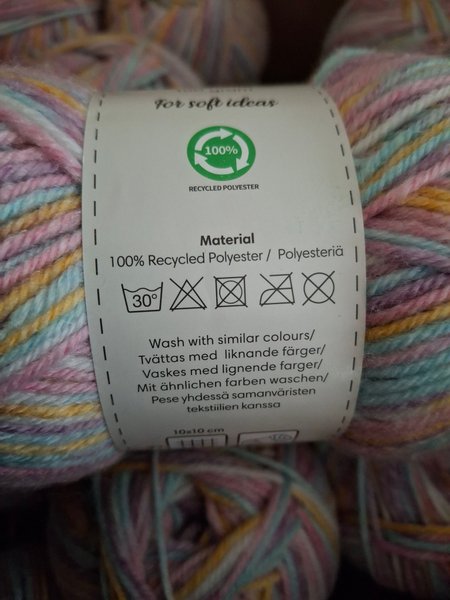 For soft ideas
100%
RECYCLED POLYESTER
Material
100% Recycled Polyester / Polyesteriä
30°
Wash with similar colours/
Tvättas med liknande färger/
Vaskes med lignende farger/
Mit ähnlichen farben waschen/
Pese yhdessä samanväristen
tekstiilien kanssa
10x10 cm